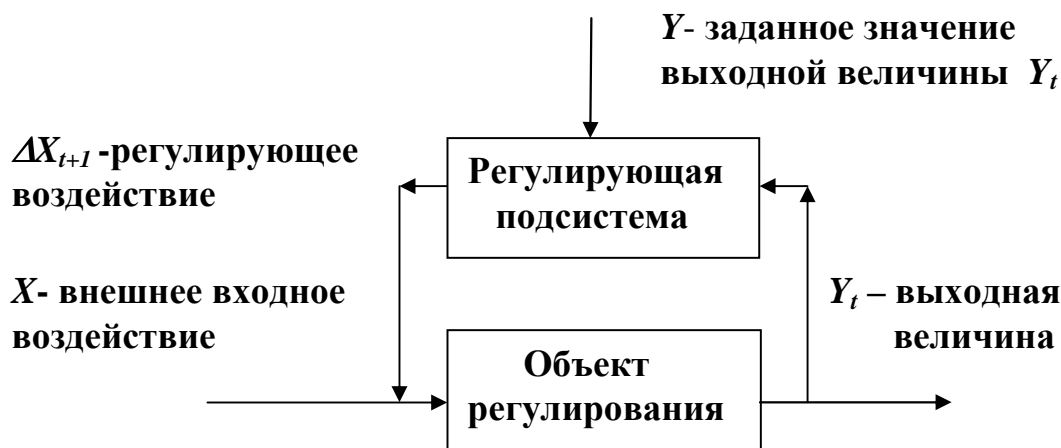 Y- заданное значение
выходной величины Yt
ΔXt+1 -регулирующее
воздействие
Регулирующая
подсистема
X- внешнее входное
воздействие
Yt – выходная
величина
Объект
регулирования